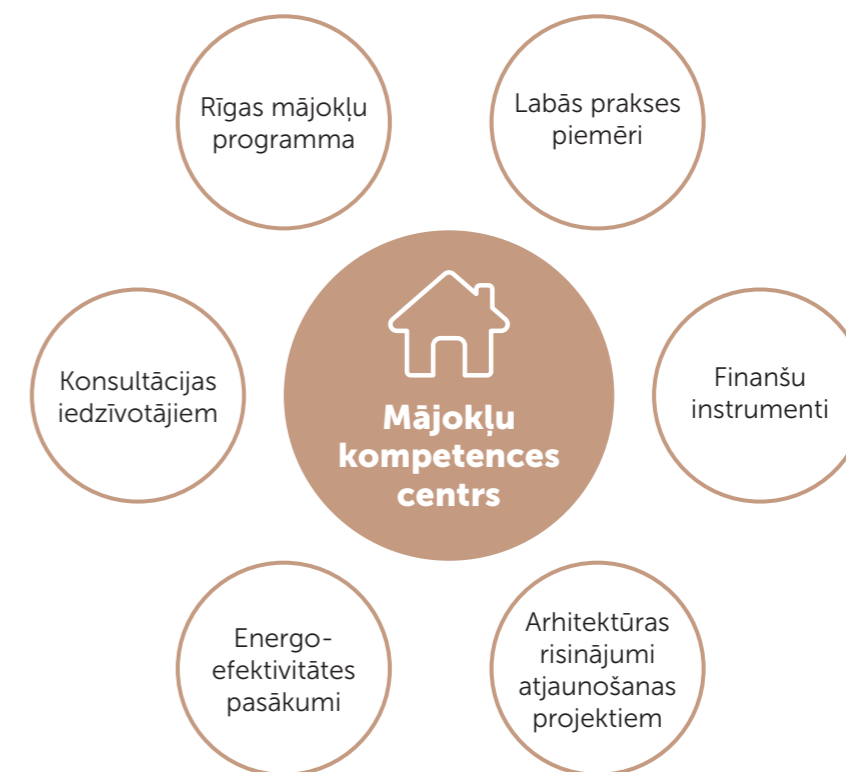 Rīgas mājokļu
programma
Labās prakses
piemēri
Konsultācijas
iedzīvotājiem
Mājokļu
kompetences
centrs
Finanšu
instrumenti
Energo-
efektivitātes
pasākumi
Arhitektūras
risinājumi
atjaunošanas
projektiem